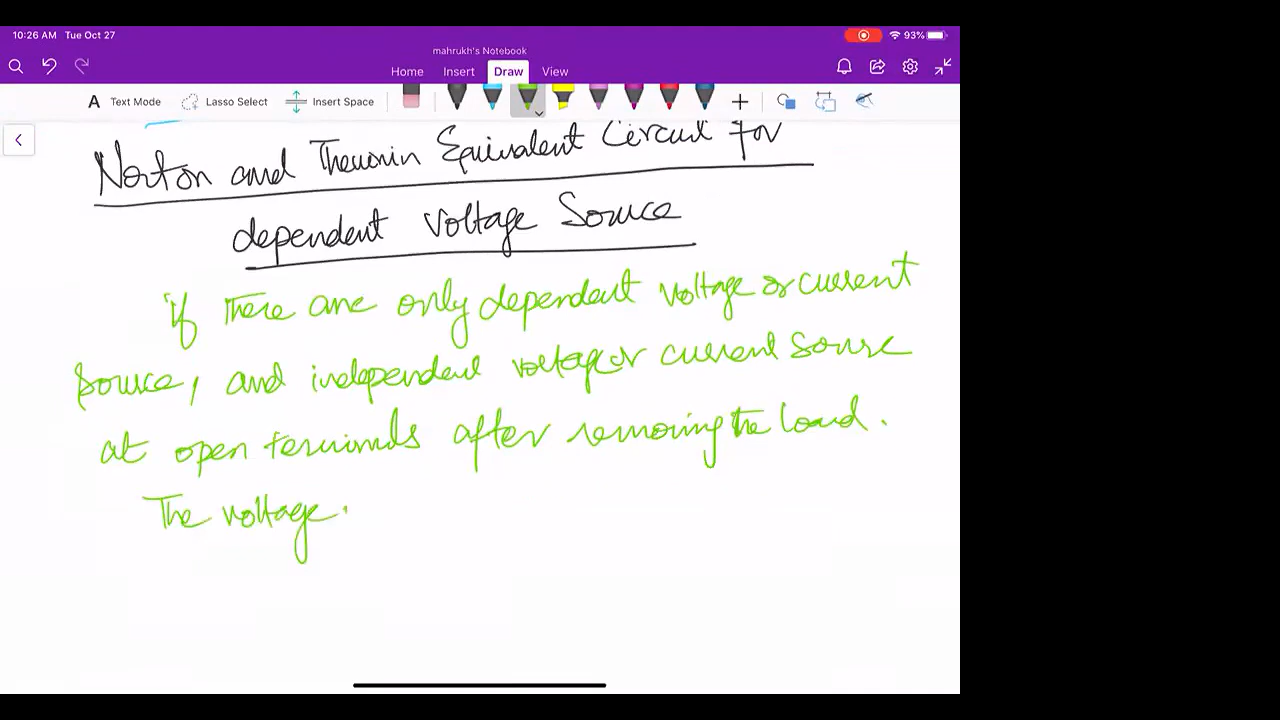 10:26 AM Tue Oct 27 93%
mahrukh's Notebook
Home Insert Draw View
A Text Mode Lasso Select Insert Space
Norton and Thevenin Equivalent Circuit for
dependent Voltage Source
if there are only dependent voltage or current
source, and independent voltage or current source
at open terminals after removing the load.
The voltage.